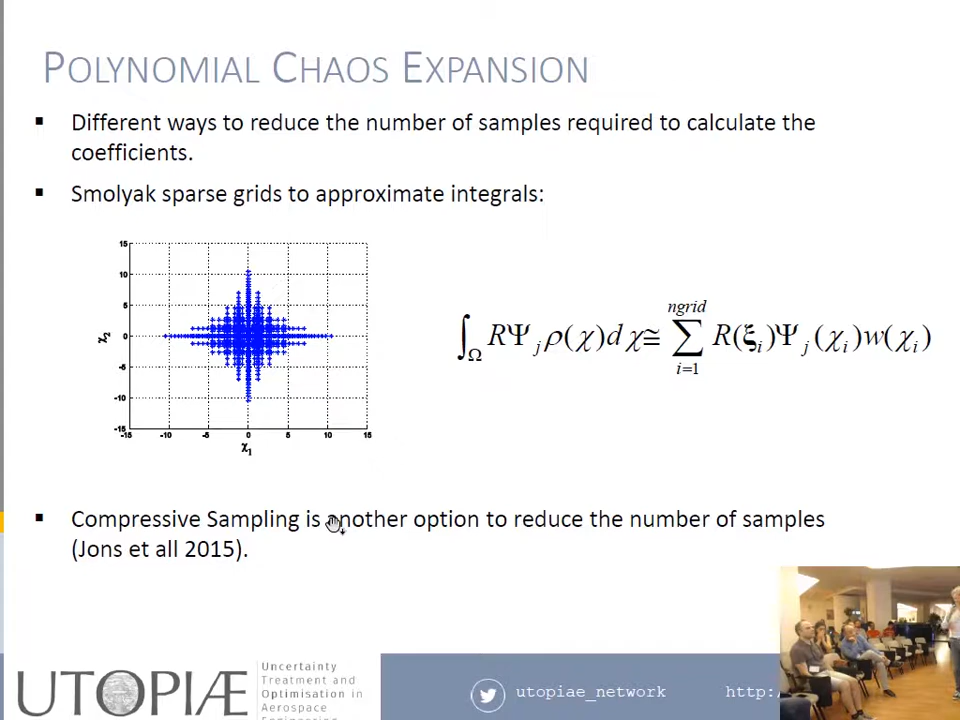 POLYNOMIAL CHAOS EXPANSION
▪ Different ways to reduce the number of samples required to calculate the
coefficients.
▪ Smolyak sparse grids to approximate integrals:
15
10
5
0
-5
-10
-15
-15 -10 -5 0 5 10 15
χ₂
χ₁
∫_Ω RΨ_j ρ(χ)dχ ≅ ∑_{i=1}^{ngrid} R(ξ_i)Ψ_j(χ_i)w(χ_i)
▪ Compressive Sampling is another option to reduce the number of samples
(Jons et all 2015).
UTOPIÆ
Uncertainty
Treatment and
Optimisation in
Aerospace
Engineering
utopiae_network http: